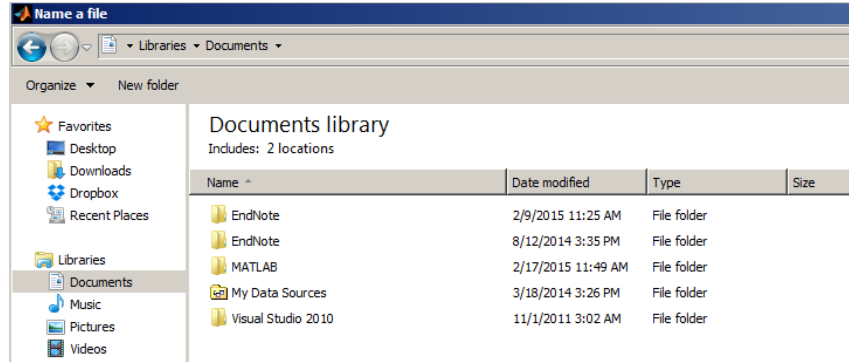 Name a file
Libraries Documents
Organize New folder
Favorites
Desktop
Downloads
Dropbox
Recent Places
Libraries
Documents
Music
Pictures
Videos
Documents library
Includes: 2 locations
Name Date modified Type Size
EndNote 2/9/2015 11:25 AM File folder
EndNote 8/12/2014 3:35 PM File folder
MATLAB 2/17/2015 11:49 AM File folder
My Data Sources 3/18/2014 3:26 PM File folder
Visual Studio 2010 11/1/2011 3:02 AM File folder